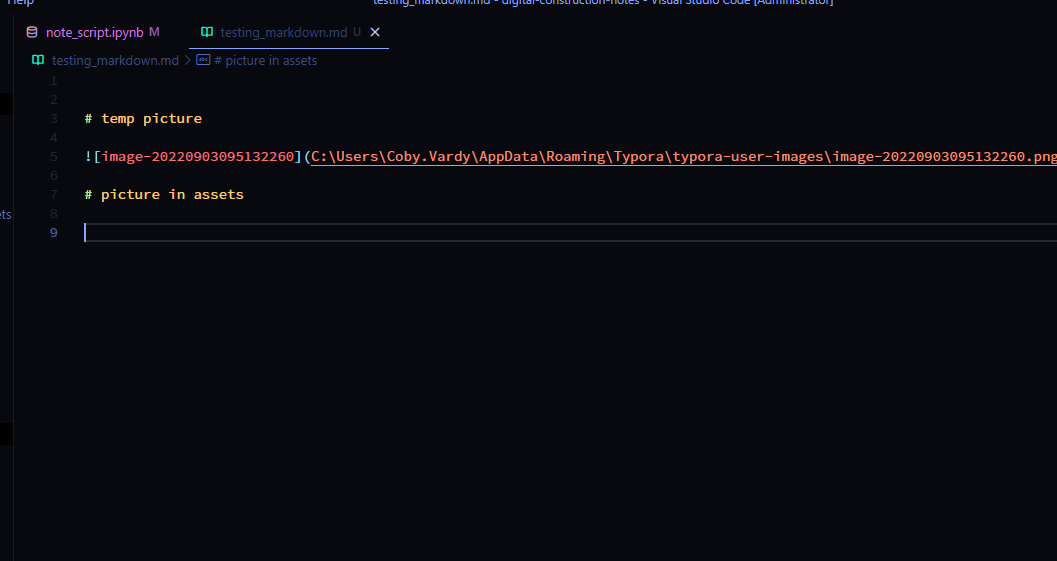 Help testing_markdown.md - digital-construction-notes - Visual Studio Code [Administrator]
note_script.ipynb M testing_markdown.md U
testing_markdown.md > # picture in assets
1
2
3 # temp picture
4
5 ![image-20220903095132260](C:\Users\Coby.Vardy\AppData\Roaming\Typora\typora-user-images\image-20220903095132260.png
6
7 # picture in assets
8
ets
9